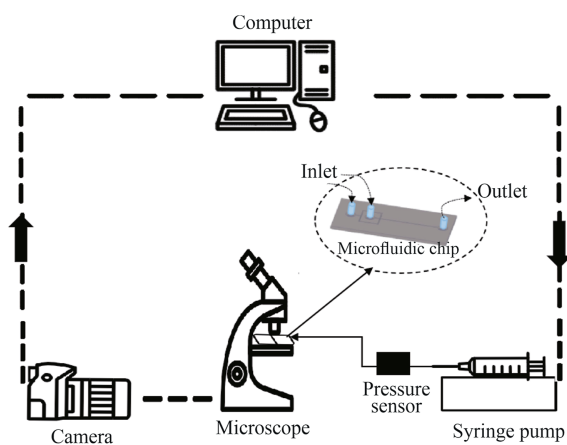 Computer
Inlet
Outlet
Microfluidic chip
Pressure
sensor
Camera
Microscope
Syringe pump